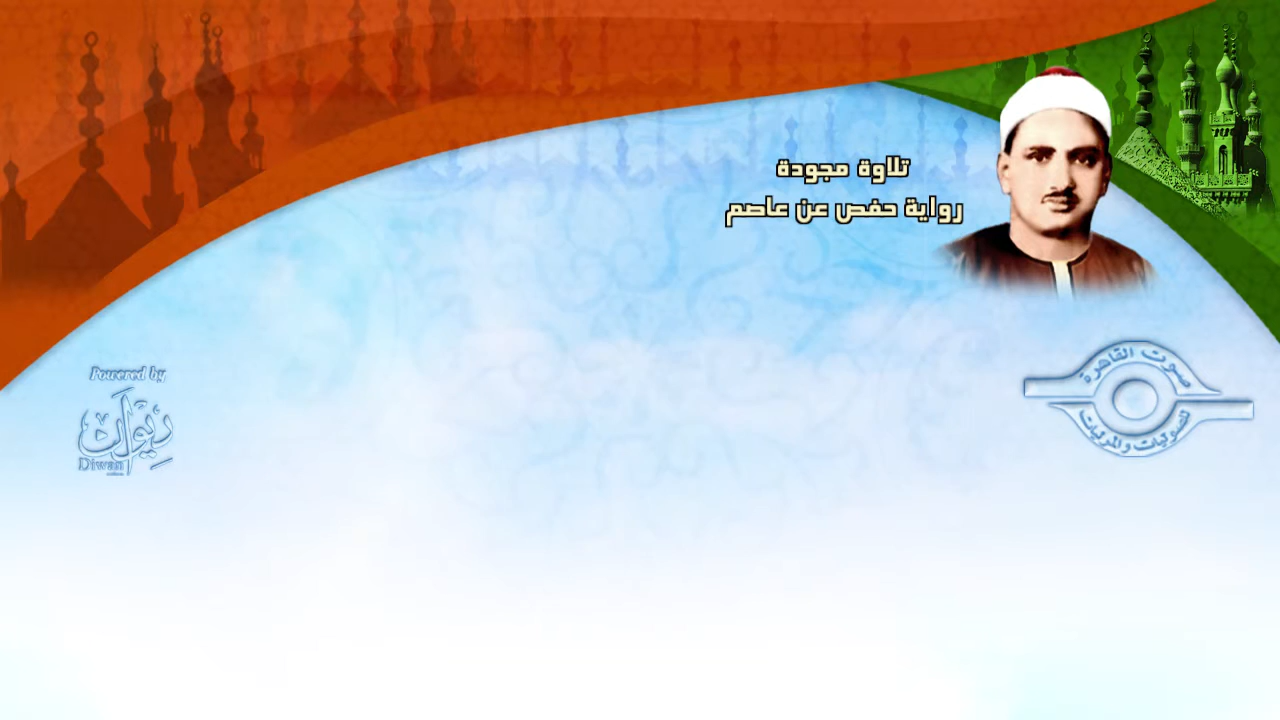 تلاوة مجودة
رواية حفص عن عاصم
صوت القاهرة
للصوتيات والمرئيات
Powered by
ديوان
Diwan